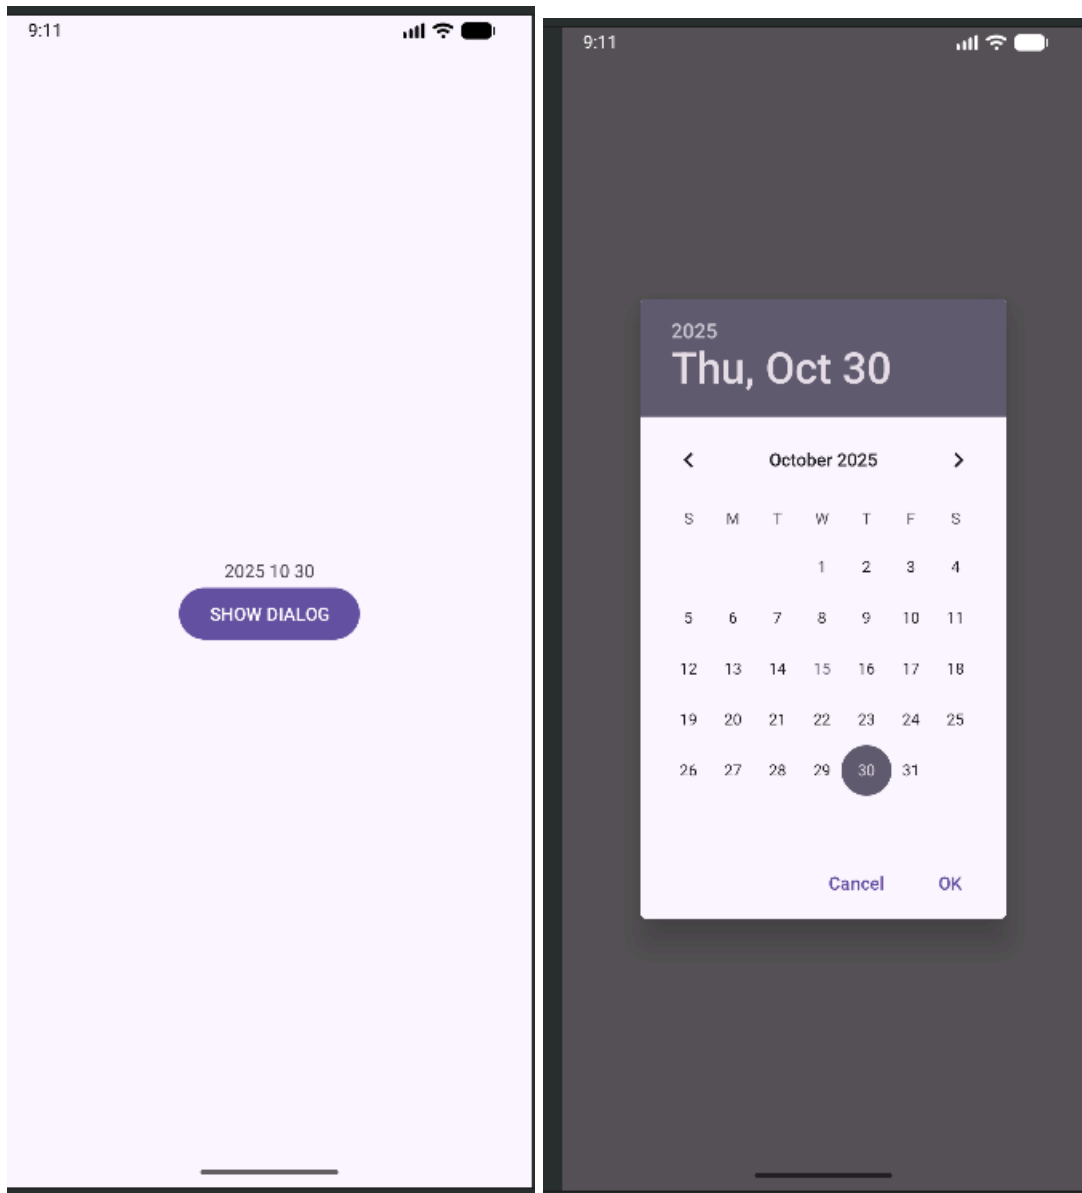 9:11
2025 10 30
SHOW DIALOG
9:11
2025
Thu, Oct 30
October 2025
S M T W T F S
1 2 3 4
5 6 7 8 9 10 11
12 13 14 15 16 17 18
19 20 21 22 23 24 25
26 27 28 29 30 31
Cancel OK